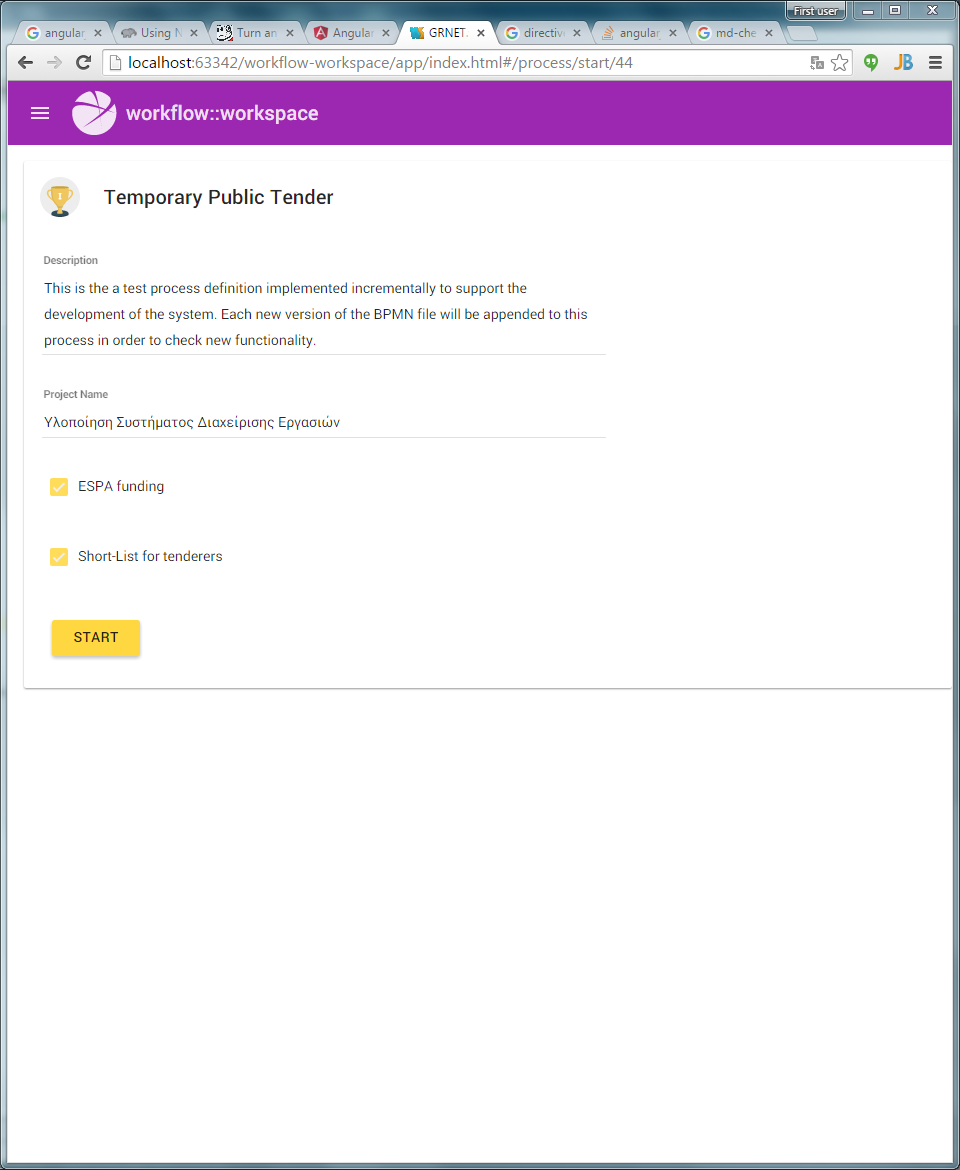 First user
angular
Using N
Turn an
Angular
GRNET.
directive
angular
md-che
localhost:63342/workflow-workspace/app/index.html#/process/start/44
JB
workflow::workspace
1
Temporary Public Tender
Description
This is the a test process definition implemented incrementally to support the
development of the system. Each new version of the BPMN file will be appended to this
process in order to check new functionality.
Project Name
Υλοποίηση Συστήματος Διαχείρισης Εργασιών
ESPA funding
Short-List for tenderers
START